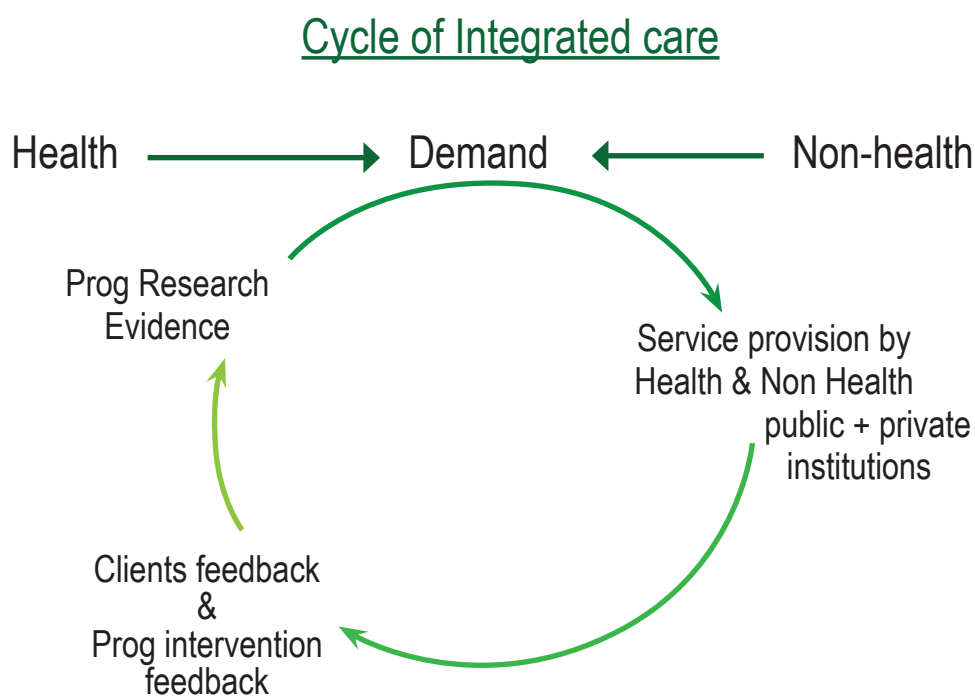 Cycle of Integrated care
Health
Demand
Non-health
Prog Research
Evidence
Service provision by
Health & Non Health
public + private
institutions
Clients feedback
&
Prog intervention
feedback